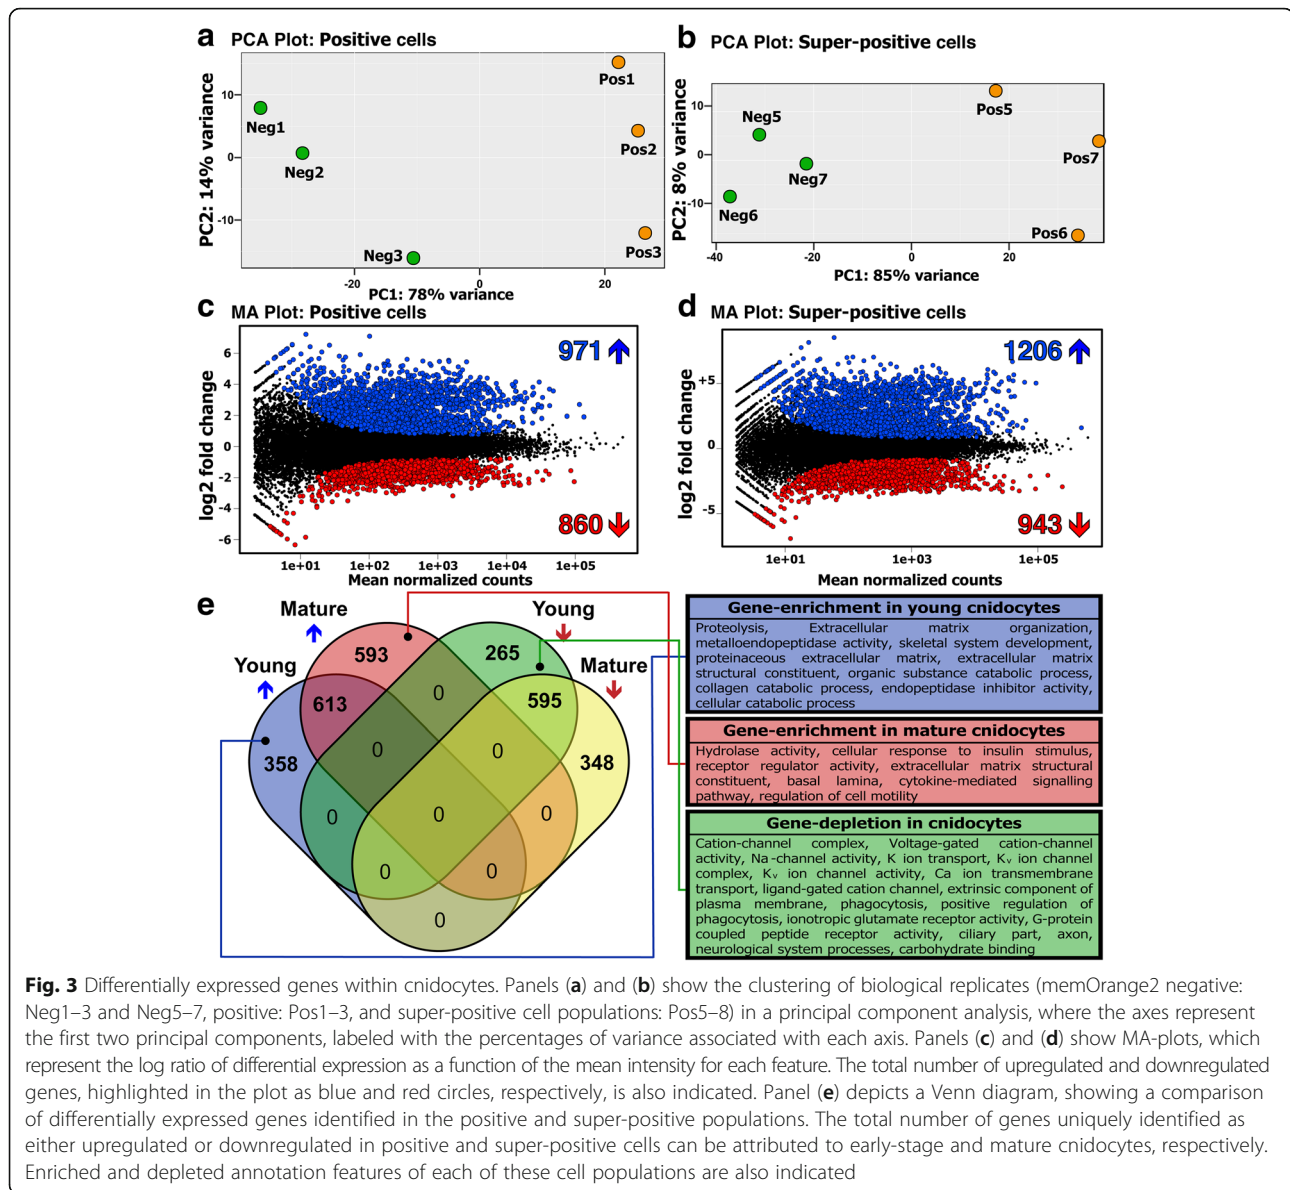 a PCA Plot: Positive cells
PC2: 14% variance
10
0
-10
Neg1
Neg2
Neg3
Pos1
Pos2
Pos3
-20
0
20
PC1: 78% variance
b PCA Plot: Super-positive cells
PC2: 8% variance
10
0
-10
Neg5
Neg7
Neg6
Pos5
Pos7
Pos6
-40
-20
0
20
PC1: 85% variance
c MA Plot: Positive cells
log2 fold change
6
4
2
0
-2
-4
-6
971
860
1e+01
1e+02
1e+03
1e+04
1e+05
Mean normalized counts
d MA Plot: Super-positive cells
log2 fold change
+5
0
-5
1206
943
1e+01
1e+03
1e+05
Mean normalized counts
e
Mature
Young
Young
Mature
593
265
0
613
595
0
0
358
348
0
0
0
0
0
0
Gene-enrichment in young cnidocytes
Proteolysis, Extracellular matrix organization,
metalloendopeptidase activity, skeletal system development,
proteinaceous extracellular matrix, extracellular matrix
structural constituent, organic substance catabolic process,
collagen catabolic process, endopeptidase inhibitor activity,
cellular catabolic process
Gene-enrichment in mature cnidocytes
Hydrolase activity, cellular response to insulin stimulus,
receptor regulator activity, extracellular matrix structural
constituent, basal lamina, cytokine-mediated signalling
pathway, regulation of cell motility
Gene-depletion in cnidocytes
Cation-channel complex, Voltage-gated cation-channel
activity, Na-channel activity, K ion transport, Kᵥ ion channel
complex, Kᵥ ion channel activity, Ca ion transmembrane
transport, ligand-gated cation channel, extrinsic component of
plasma membrane, phagocytosis, positive regulation of
phagocytosis, ionotropic glutamate receptor activity, G-protein
coupled peptide receptor activity, ciliary part, axon,
neurological system processes, carbohydrate binding
Fig. 3 Differentially expressed genes within cnidocytes. Panels (a) and (b) show the clustering of biological replicates (memOrange2 negative:
Neg1–3 and Neg5–7, positive: Pos1–3, and super-positive cell populations: Pos5–8) in a principal component analysis, where the axes represent
the first two principal components, labeled with the percentages of variance associated with each axis. Panels (c) and (d) show MA-plots, which
represent the log ratio of differential expression as a function of the mean intensity for each feature. The total number of upregulated and downregulated
genes, highlighted in the plot as blue and red circles, respectively, is also indicated. Panel (e) depicts a Venn diagram, showing a comparison
of differentially expressed genes identified in the positive and super-positive populations. The total number of genes uniquely identified as
either upregulated or downregulated in positive and super-positive cells can be attributed to early-stage and mature cnidocytes, respectively.
Enriched and depleted annotation features of each of these cell populations are also indicated